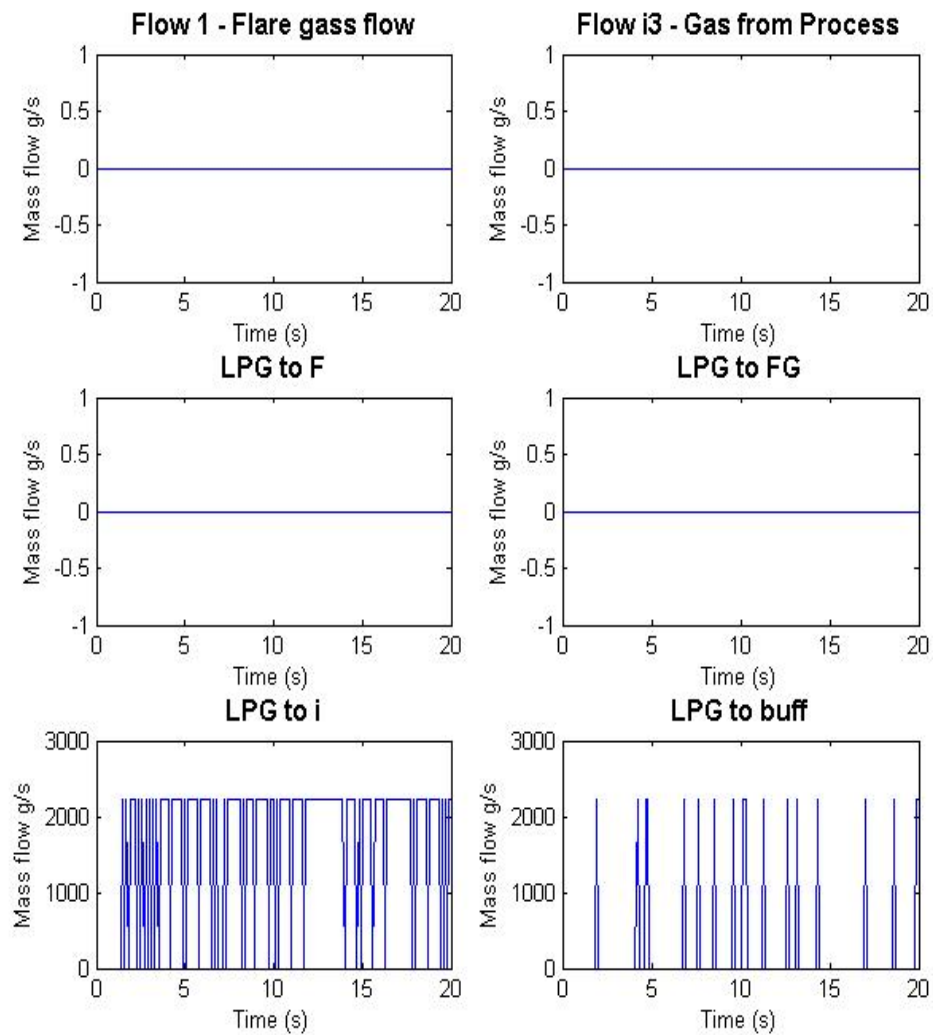 Flow 1 - Flare gass flow
Mass flow g/s
1
0.5
0
-0.5
-1
0 5 10 15 20
Time (s)
Flow i3 - Gas from Process
Mass flow g/s
1
0.5
0
-0.5
-1
0 5 10 15 20
Time (s)
LPG to F
Mass flow g/s
1
0.5
0
-0.5
-1
0 5 10 15 20
Time (s)
LPG to FG
Mass flow g/s
1
0.5
0
-0.5
-1
0 5 10 15 20
Time (s)
LPG to i
Mass flow g/s
3000
2000
1000
0
0 5 10 15 20
Time (s)
LPG to buff
Mass flow g/s
3000
2000
1000
0
0 5 10 15 20
Time (s)